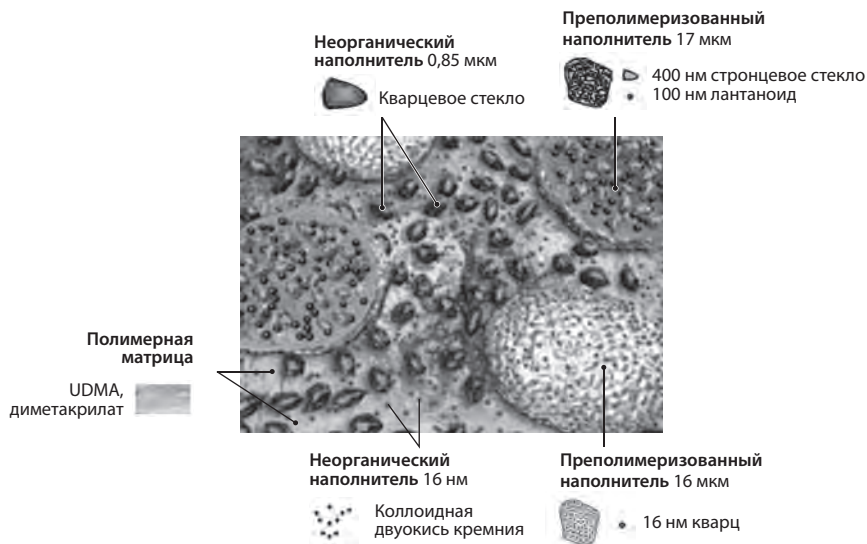 Неорганический
наполнитель 0,85 мкм
Кварцевое стекло
Преполимеризованный
наполнитель 17 мкм
400 нм стронцевое стекло
100 нм лантаноид
Полимерная
матрица
UDMA,
диметакрилат
Неорганический
наполнитель 16 нм
Коллоидная
двуокись кремния
Преполимеризованный
наполнитель 16 мкм
16 нм кварц